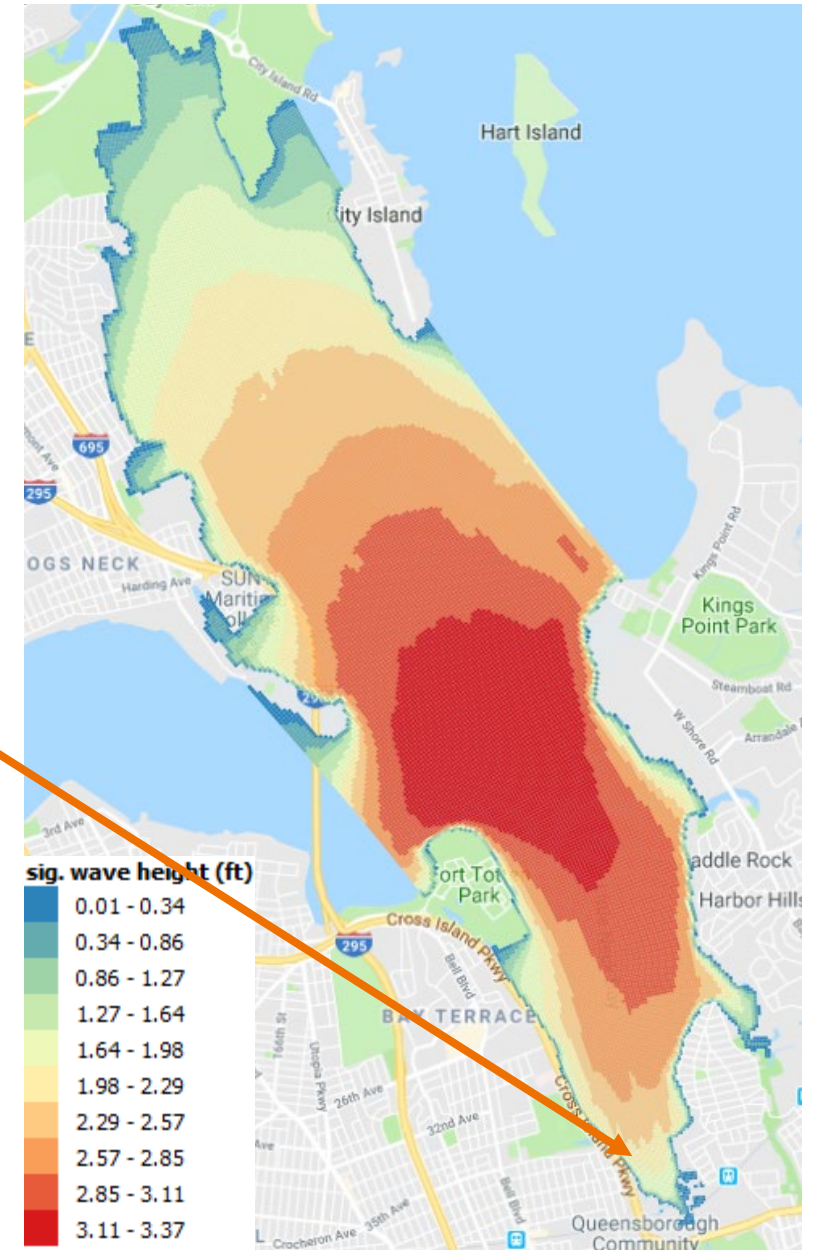 City Island Rd
Hart Island
ity Island
695
295
OGS NECK
Harding Ave
SUN
Maritim
oll
Kings Point Rd
Kings
Point Park
Steamboat Rd
W Shore Rd
Arrandale
3rd Ave
sig. wave height (ft)
0.01 - 0.34
0.34 - 0.86
0.86 - 1.27
1.27 - 1.64
1.64 - 1.98
1.98 - 2.29
2.29 - 2.57
2.57 - 2.85
2.85 - 3.11
3.11 - 3.37
ort Tot
Park
addle Rock
Harbor Hills
Cross Island Pkwy
295
Bell Blvd
BAY TERRACE
Utopia Pkwy
26th Ave
32nd Ave
Cross Island Pkwy
Bell Blvd
35th Ave
Crocheron Ave
Queensborough
Community